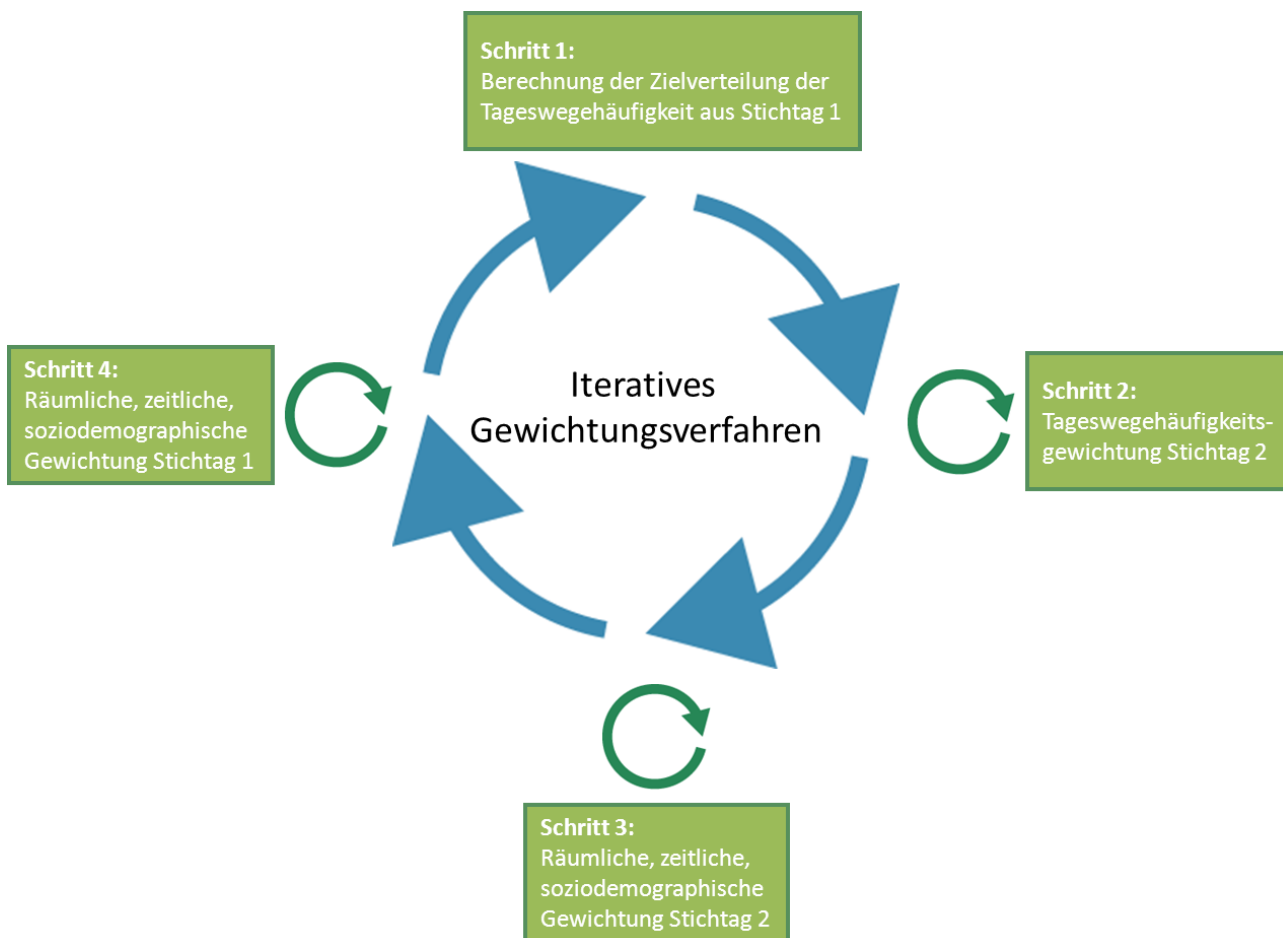 Schritt 1:
Berechnung der Zielverteilung der
Tageswegehäufigkeit aus Stichtag 1
Schritt 4:
Räumliche, zeitliche,
soziodemographische
Gewichtung Stichtag 1
Iteratives
Gewichtungsverfahren
Schritt 2:
Tageswegehäufigkeits-
gewichtung Stichtag 2
Schritt 3:
Räumliche, zeitliche,
soziodemographische
Gewichtung Stichtag 2